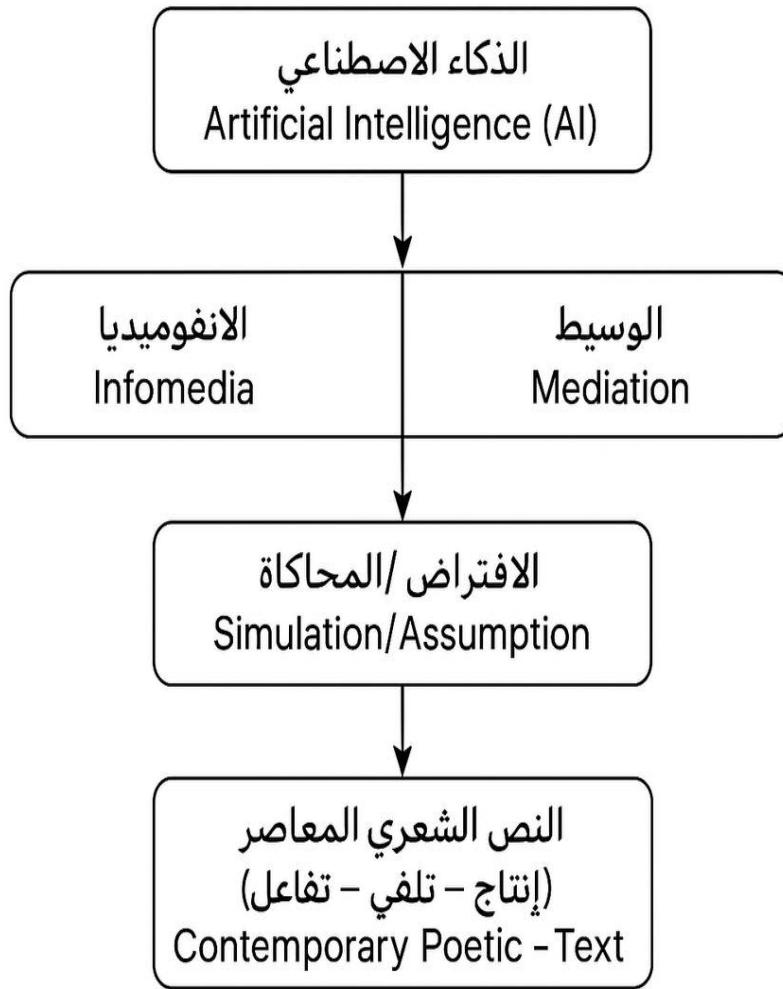 الذكاء الاصطناعي
Artificial Intelligence (AI)
الانفوميديا
Infomedia
الوسيط
Mediation
الافتراض /المحاكاة
Simulation/Assumption
النص الشعري المعاصر
(إنتاج – تلفي – تفاعل)
Contemporary Poetic – Text